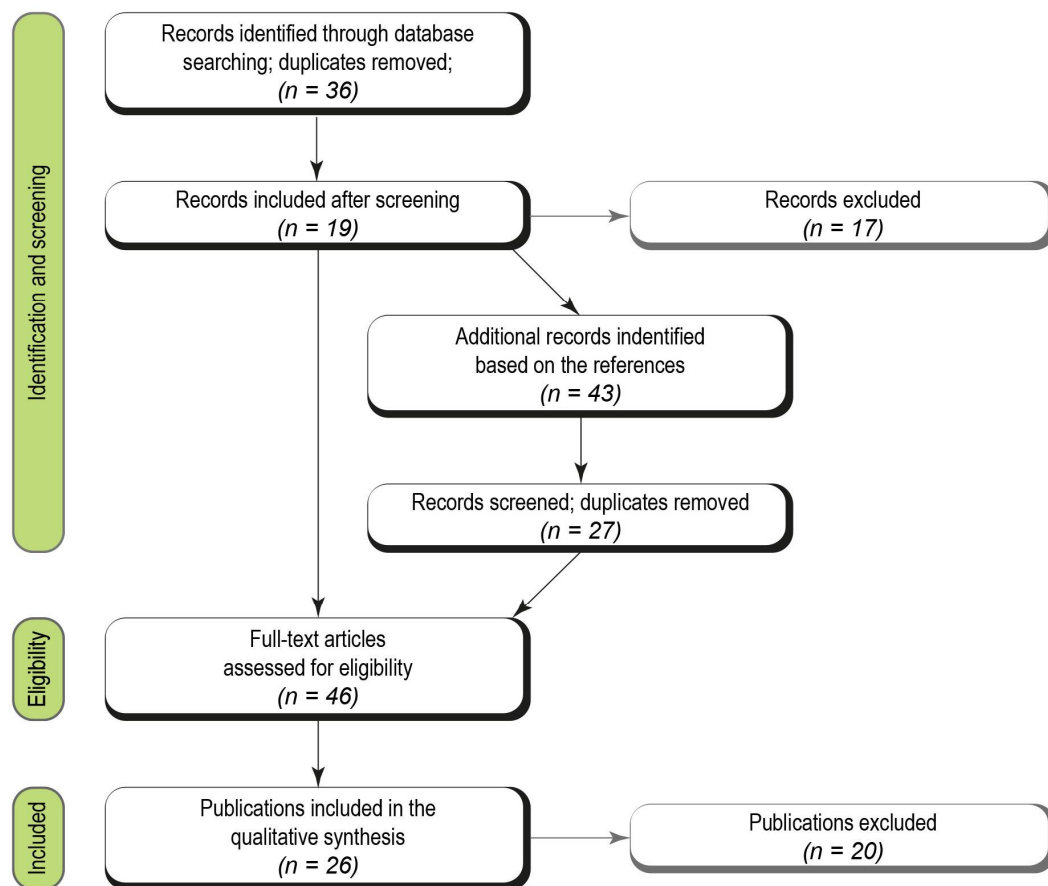 Identification and screening
Records identified through database
searching; duplicates removed;
(n = 36)
Records included after screening
(n = 19)
Records excluded
(n = 17)
Additional records indentified
based on the references
(n = 43)
Records screened; duplicates removed
(n = 27)
Eligibility
Full-text articles
assessed for eligibility
(n = 46)
Included
Publications included in the
qualitative synthesis
(n = 26)
Publications excluded
(n = 20)